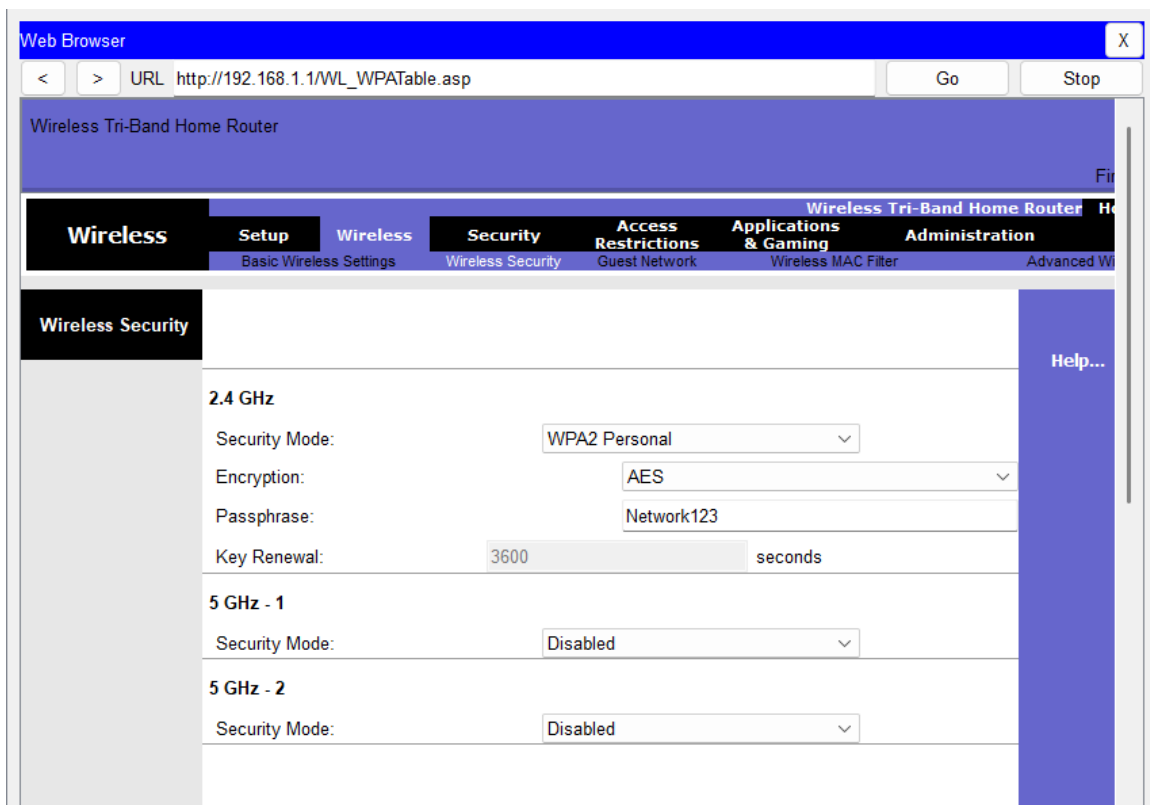 Web Browser X
< > URL http://192.168.1.1/WL_WPATable.asp Go Stop
Wireless Tri-Band Home Router
Wireless Tri-Band Home Router
Wireless Setup Wireless Security Access Restrictions Applications & Gaming Administration
Basic Wireless Settings Wireless Security Guest Network Wireless MAC Filter Advanced
Wireless Security
Help...
2.4 GHz
Security Mode: WPA2 Personal
Encryption: AES
Passphrase: Network123
Key Renewal: 3600 seconds
5 GHz - 1
Security Mode: Disabled
5 GHz - 2
Security Mode: Disabled